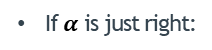 • If 𝜶 is just right: